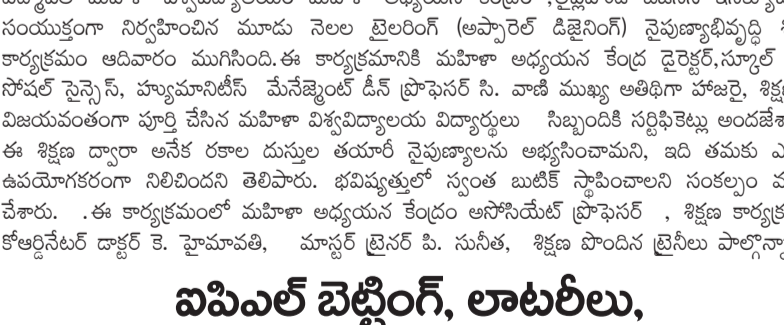 సంయుక్తంగా నిర్వహించిన మూడు నెలల టైలరింగ్ (అప్పారెల్ డిజైనింగ్) నైపుణ్యాభివృద్ధి
కార్యక్రమం ఆదివారం ముగిసింది.ఈ కార్యక్రమానికి మహిళా అధ్యయన కేంద్ర డైరెక్టర్,స్కూల్
సోషల్ సైన్సెస్, హ్యుమానిటీస్ మేనేజ్మెంట్ డీన్ ప్రొఫెసర్ సి. వాణి ముఖ్య అతిథిగా హాజరై,
విజయవంతంగా పూర్తి చేసిన మహిళా విశ్వవిద్యాలయ విద్యార్థులు సిబ్బందికి సర్టిఫికెట్లు
ఈ శిక్షణ ద్వారా అనేక రకాల దుస్తుల తయారీ నైపుణ్యాలను అభ్యసించామని, ఇది తమకు
ఉపయోగకరంగా నిలిచిందని తెలిపారు. భవిష్యత్తులో స్వంత బుటిక్ స్థాపించాలని సంకల్పం
చేశారు. .ఈ కార్యక్రమంలో మహిళా అధ్యయన కేంద్రం అసోసియేట్ ప్రొఫెసర్ , శిక్షణ
కోఆర్డినేటర్ డాక్టర్ కె. హైమావతి, మాస్టర్ ట్రైనర్ పి. సునీత, శిక్షణ పొందిన ట్రైనీలు
ఐపిఎల్ బెట్టింగ్, లాటరీలు,